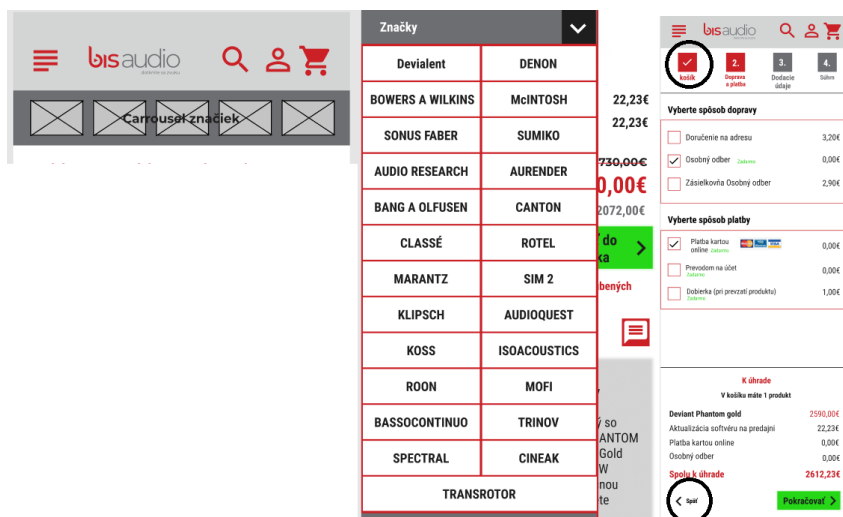 bisaudio
Carrousel značiek
Značky
Devialent
DENON
BOWERS A WILKINS
McINTOSH
SONUS FABER
SUMIKO
AUDIO RESEARCH
AURENDER
BANG A OLFUSEN
CANTON
CLASSÉ
ROTEL
MARANTZ
SIM 2
KLIPSCH
AUDIOQUEST
KOSS
ISOACOUSTICS
ROON
MOFI
BASSOCONTINUO
TRINOV
SPECTRAL
CINEAK
TRANSROTOR
22,23€
22,23€
730,00€
0,00€
2072,00€
do
ka
bených
ý so
ANTOM
Gold
W
nou
te
bisaudio
košík
2.
Doprava
a platba
3.
Dodacie
údaje
4.
Súhrn
Vyberte spôsob dopravy
Doručenie na adresu 3,20€
Osobný odber Zadarmo 0,00€
Zásielkovňa Osobný odber 2,90€
Vyberte spôsob platby
Platba kartou
online Zadarmo 0,00€
Prevodom na účet 0,00€
Zadarmo
Dobierka (pri prevzatí produktu) 1,00€
Zadarmo
K úhrade
V košíku máte 1 produkt
Deviant Phantom gold 2590,00€
Aktualizácia softvéru na predajni 22,23€
Platba kartou online 0,00€
Osobný odber 0,00€
Spolu k úhrade 2612,23€
Späť
Pokračovať